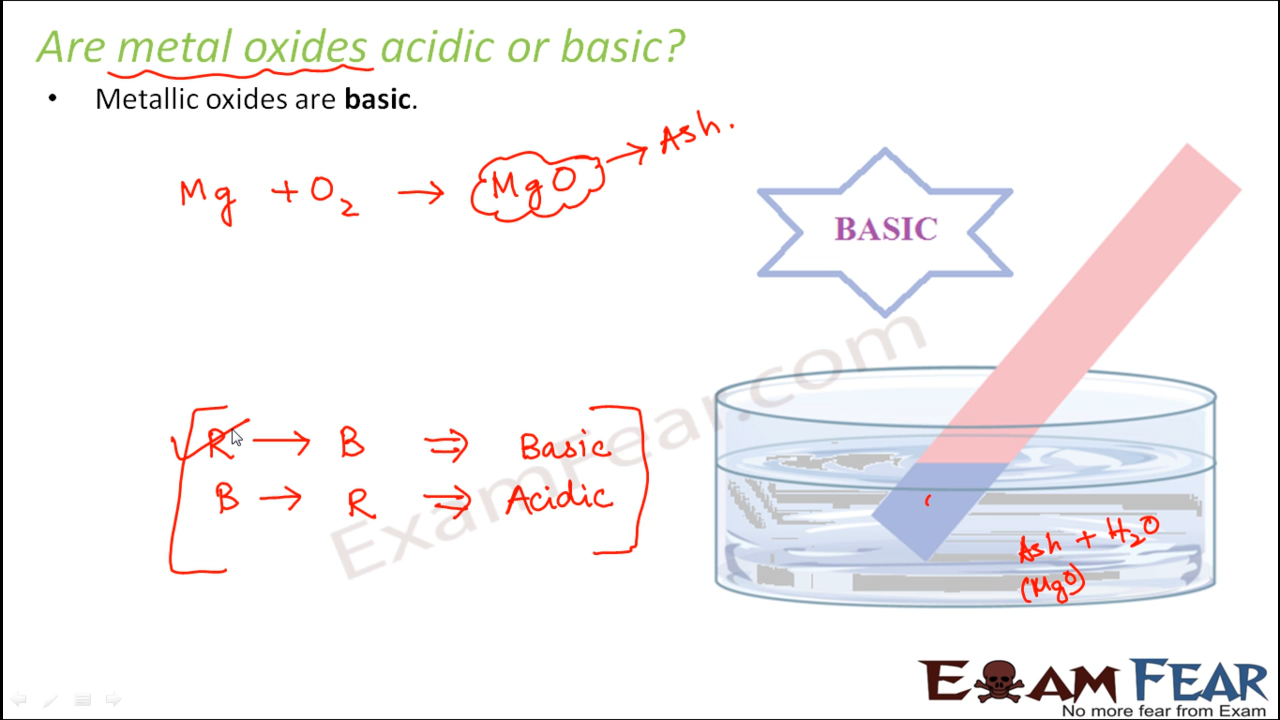 Are metal oxides acidic or basic?
• Metallic oxides are basic.
Mg + O2 → MgO → Ash.
BASIC
R → B ⇒ Basic
B → R ⇒ Acidic
Ash + H2O
(MgO)
ExamFear.com
EXAM FEAR
No more fear from Exam